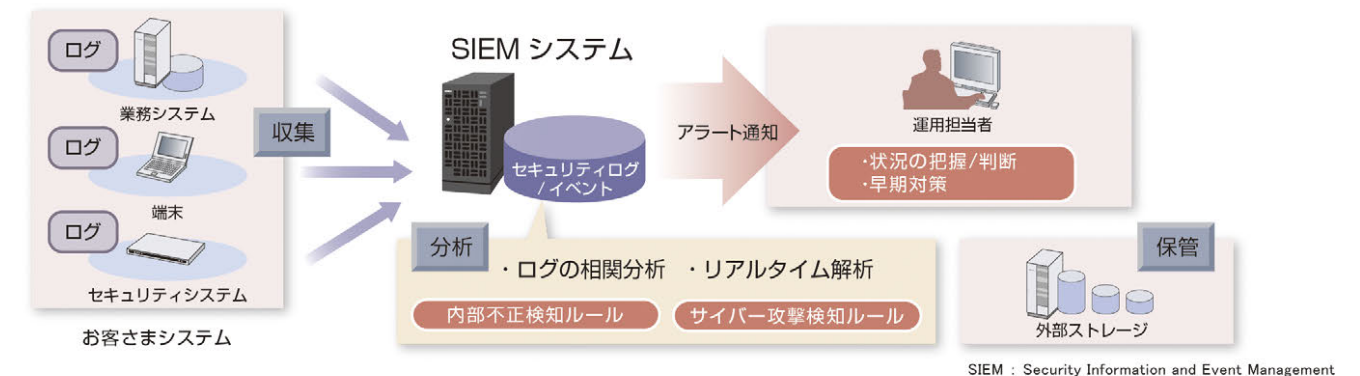 ログ
業務システム
ログ
端末
ログ
セキュリティシステム
お客さまシステム
収集
SIEM システム
セキュリティログ
/イベント
アラート通知
運用担当者
・状況の把握/判断
・早期対策
分析
・ログの相関分析 ・リアルタイム解析
内部不正検知ルール
サイバー攻撃検知ルール
保管
外部ストレージ
SIEM : Security Information and Event Management